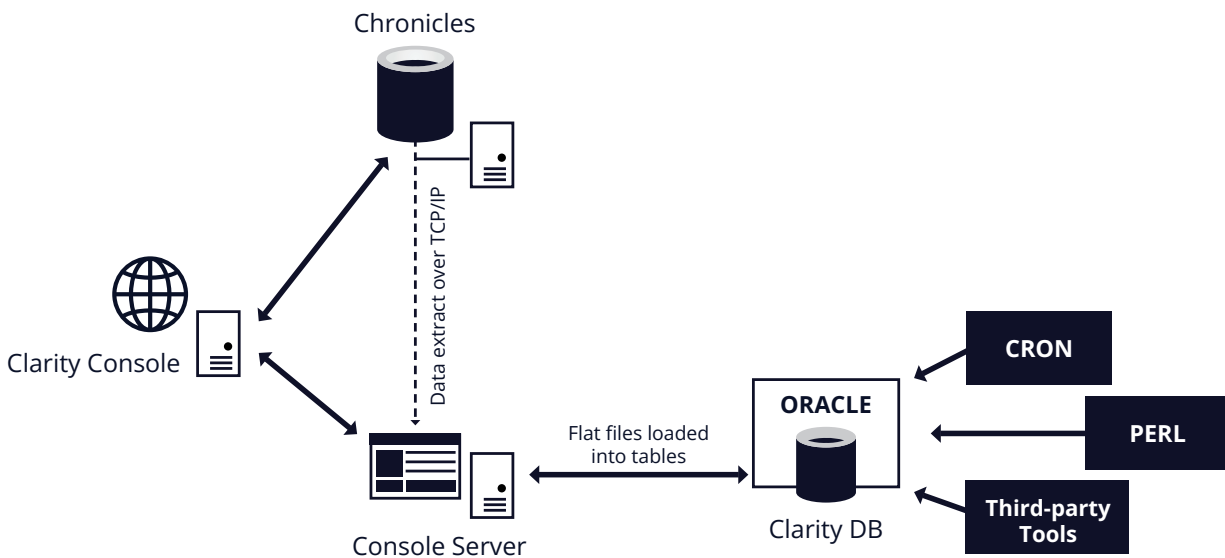 Chronicles
Data extract over TCP/IP
Clarity Console
Console Server
Flat files loaded
into tables
ORACLE
Clarity DB
CRON
PERL
Third-party
Tools